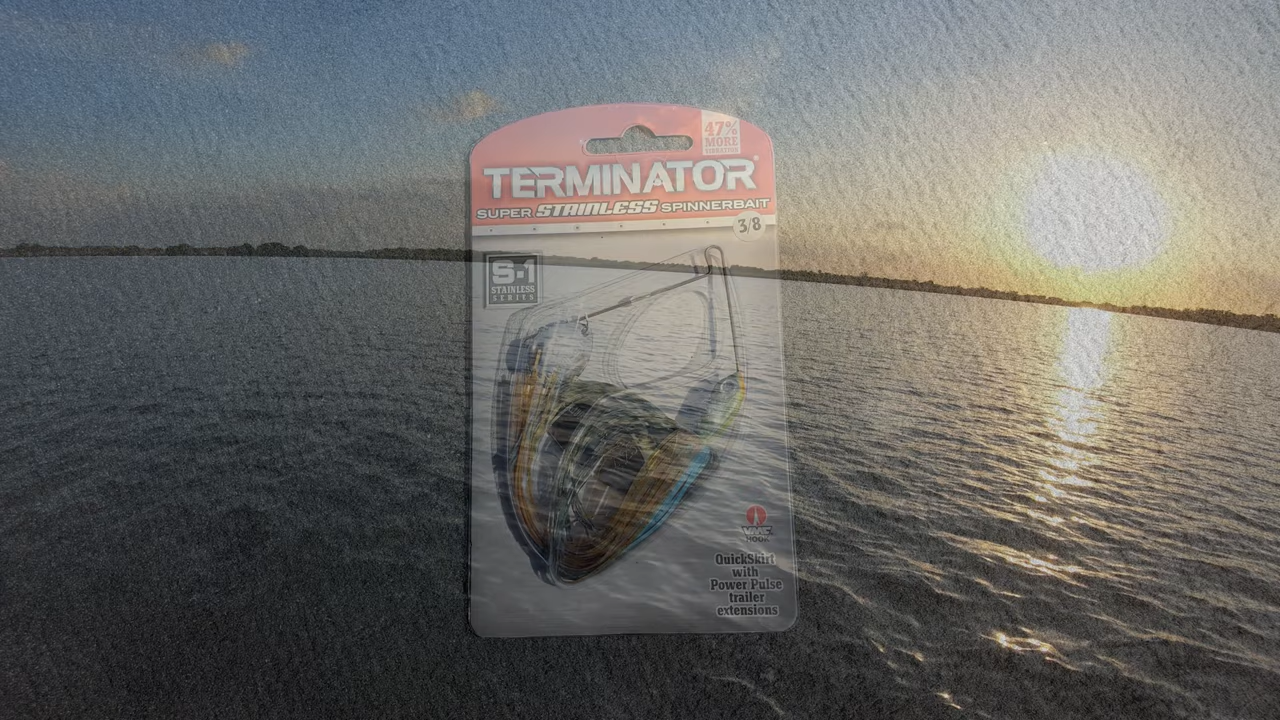 47%
MORE
VIBRATION
TERMINATOR®
SUPER STAINLESS SPINNERBAIT
3/8
S-1
STAINLESS
SERIES
VMC
HOOK
QuickSkirt
with
Power Pulse
trailer
extensions